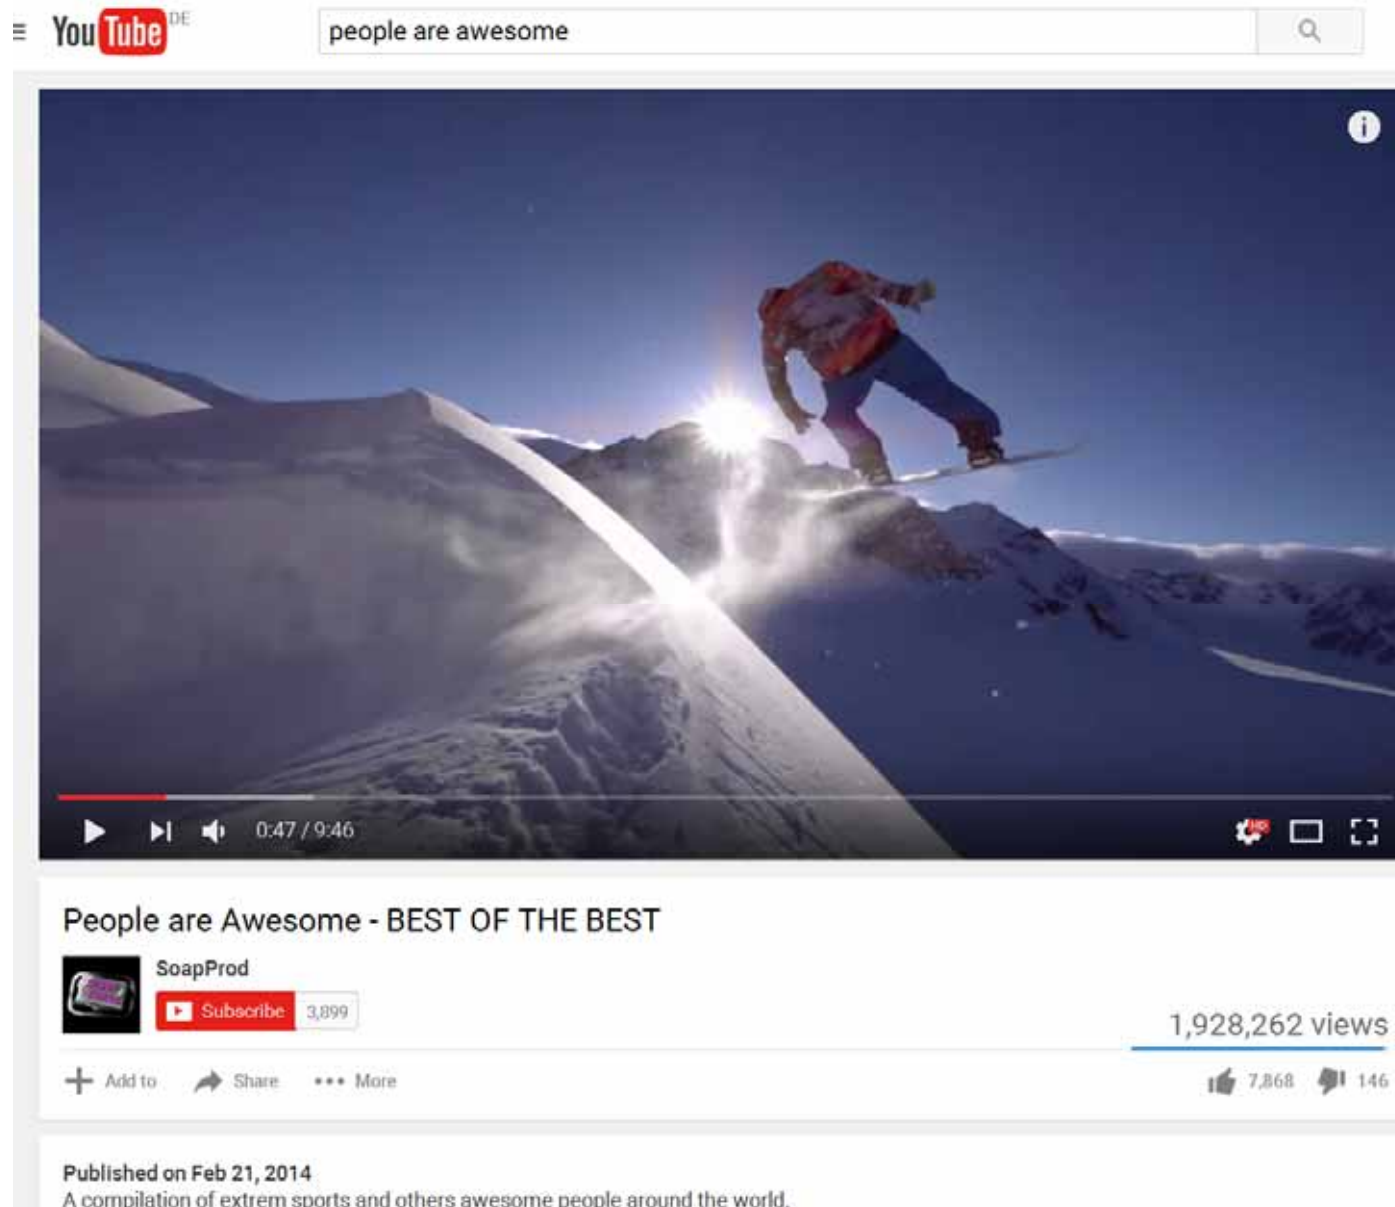 YouTube DE
people are awesome
0:47 / 9:46
HD
People are Awesome - BEST OF THE BEST
SoapProd
Subscribe 3,899
1,928,262 views
Add to Share More
7,868 146
Published on Feb 21, 2014
A compilation of extrem sports and others awesome people around the world.